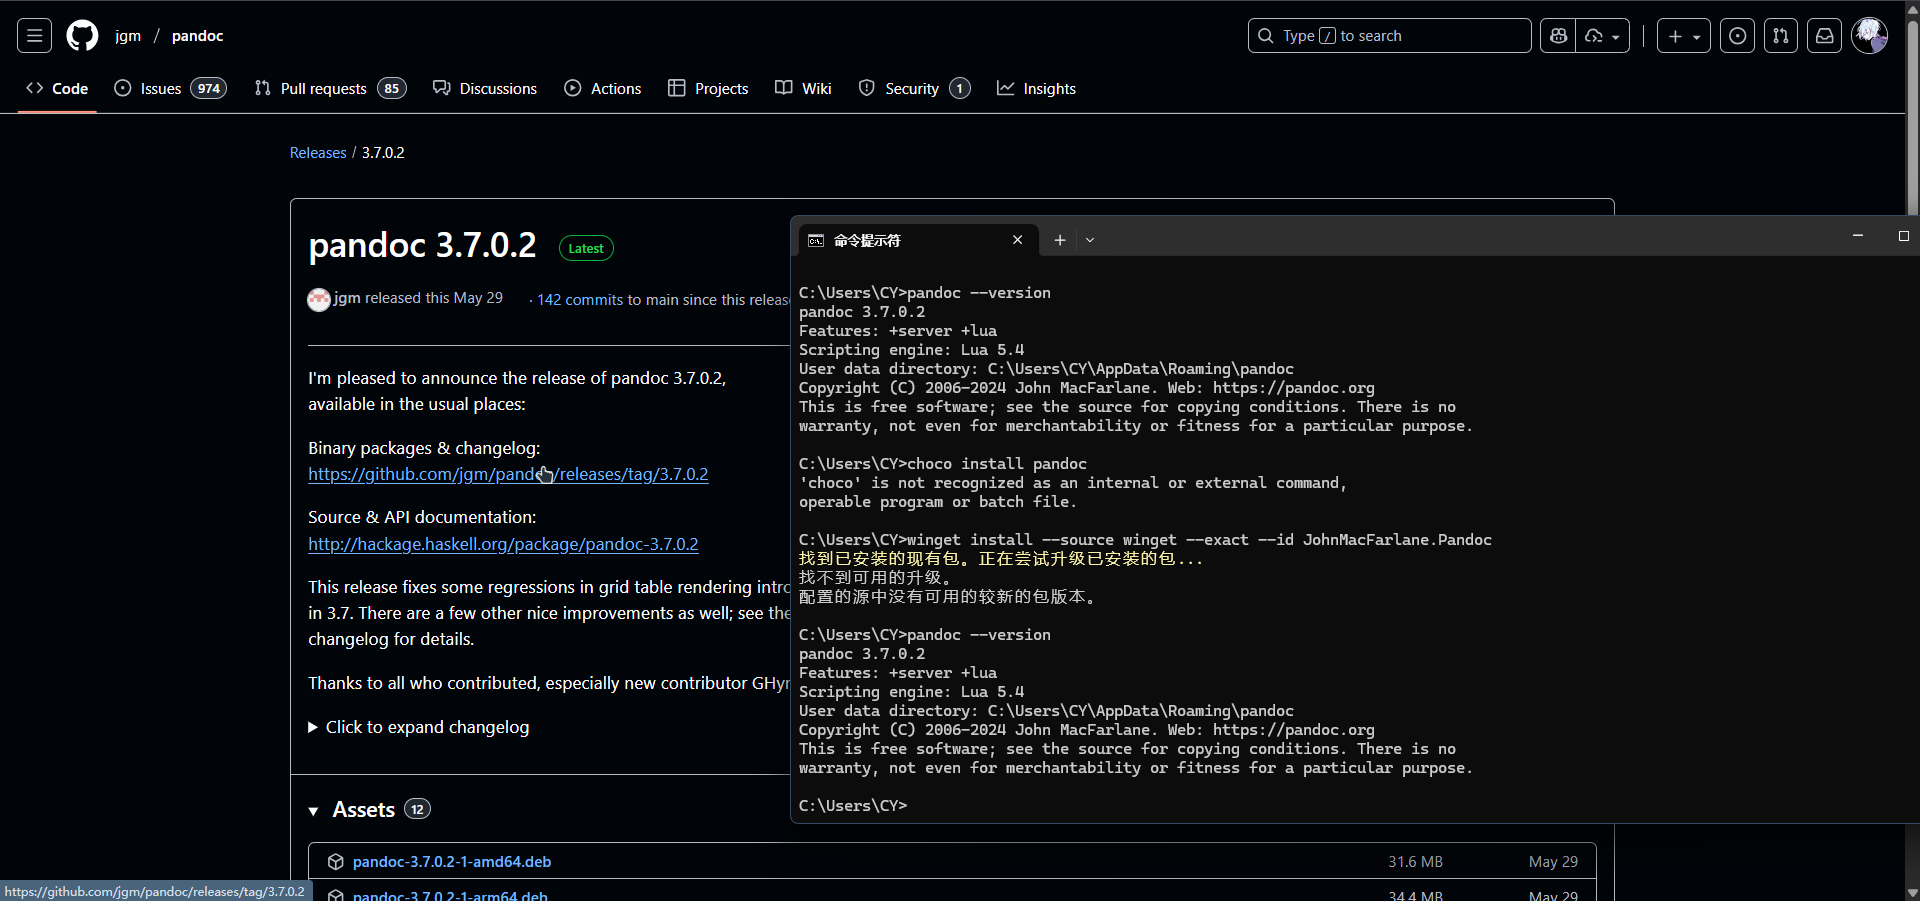 jgm / pandoc
Type / to search
Code
Issues 974
Pull requests 85
Discussions
Actions
Projects
Wiki
Security 1
Insights
Releases / 3.7.0.2
pandoc 3.7.0.2 Latest
jgm released this May 29 · 142 commits to main since this release
I'm pleased to announce the release of pandoc 3.7.0.2,
available in the usual places:
Binary packages & changelog:
https://github.com/jgm/pandoc/releases/tag/3.7.0.2
Source & API documentation:
http://hackage.haskell.org/package/pandoc-3.7.0.2
This release fixes some regressions in grid table rendering intro
in 3.7. There are a few other nice improvements as well; see the
changelog for details.
Thanks to all who contributed, especially new contributor GHyr
Click to expand changelog
Assets 12
pandoc-3.7.0.2-1-amd64.deb 31.6 MB May 29
pandoc-3.7.0.2-1-arm64.deb 34.4 MB May 29
https://github.com/jgm/pandoc/releases/tag/3.7.0.2
命令提示符
C:\Users\CY>pandoc --version
pandoc 3.7.0.2
Features: +server +lua
Scripting engine: Lua 5.4
User data directory: C:\Users\CY\AppData\Roaming\pandoc
Copyright (C) 2006-2024 John MacFarlane. Web: https://pandoc.org
This is free software; see the source for copying conditions. There is no
warranty, not even for merchantability or fitness for a particular purpose.
C:\Users\CY>choco install pandoc
'choco' is not recognized as an internal or external command,
operable program or batch file.
C:\Users\CY>winget install --source winget --exact --id JohnMacFarlane.Pandoc
找到已安装的现有包。正在尝试升级已安装的包...
找不到可用的升级。
配置的源中没有可用的较新的包版本。
C:\Users\CY>pandoc --version
pandoc 3.7.0.2
Features: +server +lua
Scripting engine: Lua 5.4
User data directory: C:\Users\CY\AppData\Roaming\pandoc
Copyright (C) 2006-2024 John MacFarlane. Web: https://pandoc.org
This is free software; see the source for copying conditions. There is no
warranty, not even for merchantability or fitness for a particular purpose.
C:\Users\CY>